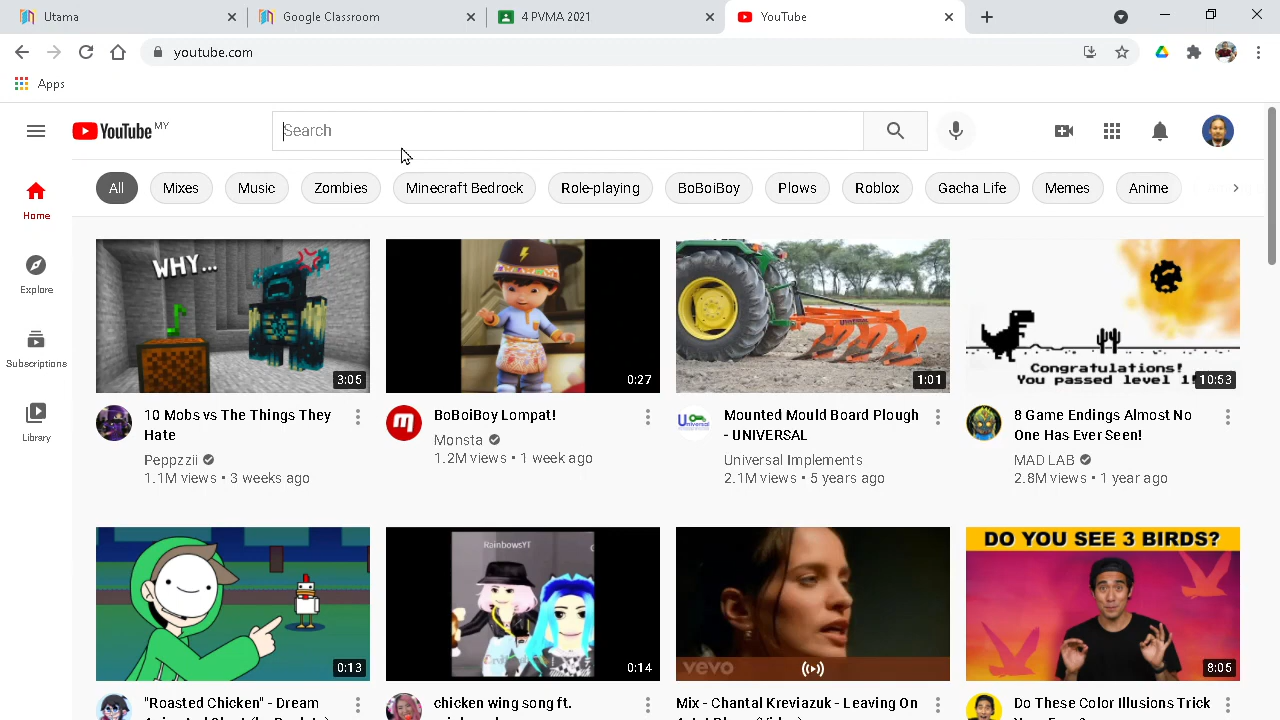 Utama
Google Classroom
4 PVMA 2021
YouTube
youtube.com
Apps
YouTube MY
Search
All
Mixes
Music
Zombies
Minecraft Bedrock
Role-playing
BoBoiBoy
Plows
Roblox
Gacha Life
Memes
Anime
Home
Explore
Subscriptions
Library
WHY...
3:05
0:27
1:01
Congratulations!
You passed level 1!
10:53
10 Mobs vs The Things They
Hate
Peppzzii
1.1M views • 3 weeks ago
BoBoiBoy Lompat!
Monsta
1.2M views • 1 week ago
Universal
Mounted Mould Board Plough
- UNIVERSAL
Universal Implements
2.1M views • 5 years ago
8 Game Endings Almost No
One Has Ever Seen!
MAD LAB
2.8M views • 1 year ago
0:13
RainbowsYT
0:14
vevo
DO YOU SEE 3 BIRDS?
8:05
"Roasted Chicken" - Dream
chicken wing song ft.
Mix - Chantal Kreviazuk - Leaving On
Do These Color Illusions Trick